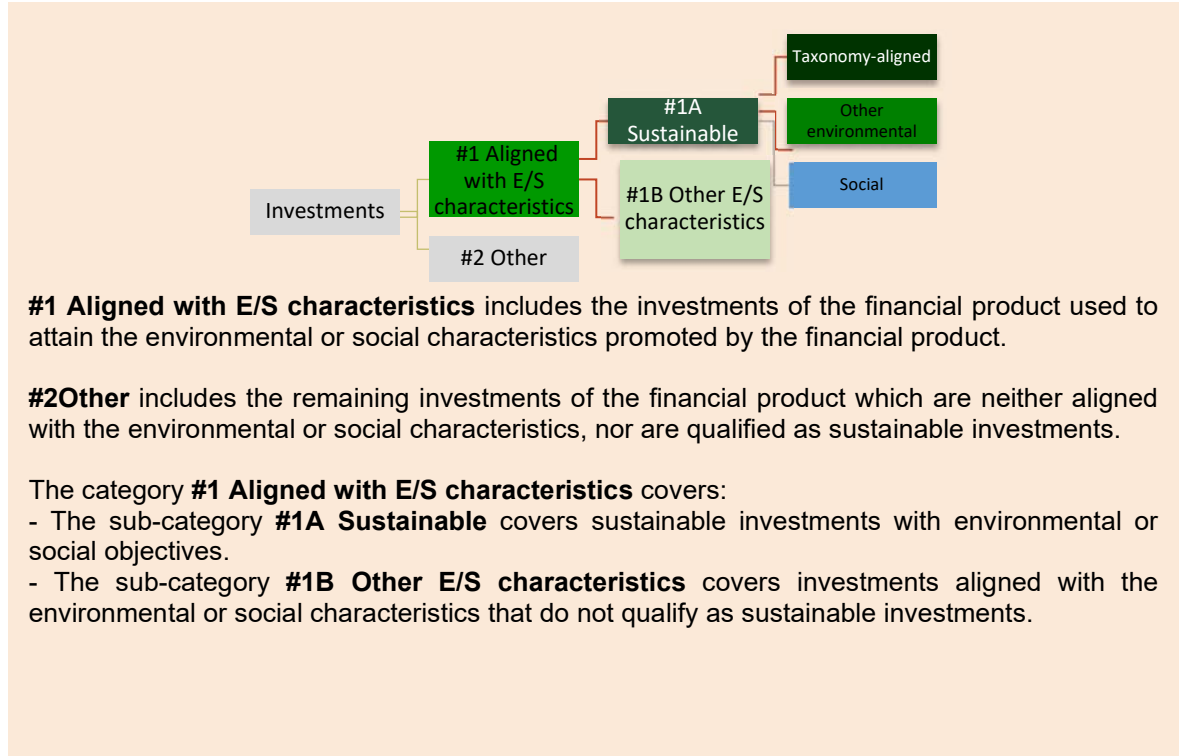 Taxonomy-aligned
#1A
Sustainable
Other
environmental
#1 Aligned
with E/S
characteristics
Social
#1B Other E/S
characteristics
Investments
#2 Other
#1 Aligned with E/S characteristics includes the investments of the financial product used to
attain the environmental or social characteristics promoted by the financial product.
#2Other includes the remaining investments of the financial product which are neither aligned
with the environmental or social characteristics, nor are qualified as sustainable investments.
The category #1 Aligned with E/S characteristics covers:
- The sub-category #1A Sustainable covers sustainable investments with environmental or
social objectives.
- The sub-category #1B Other E/S characteristics covers investments aligned with the
environmental or social characteristics that do not qualify as sustainable investments.